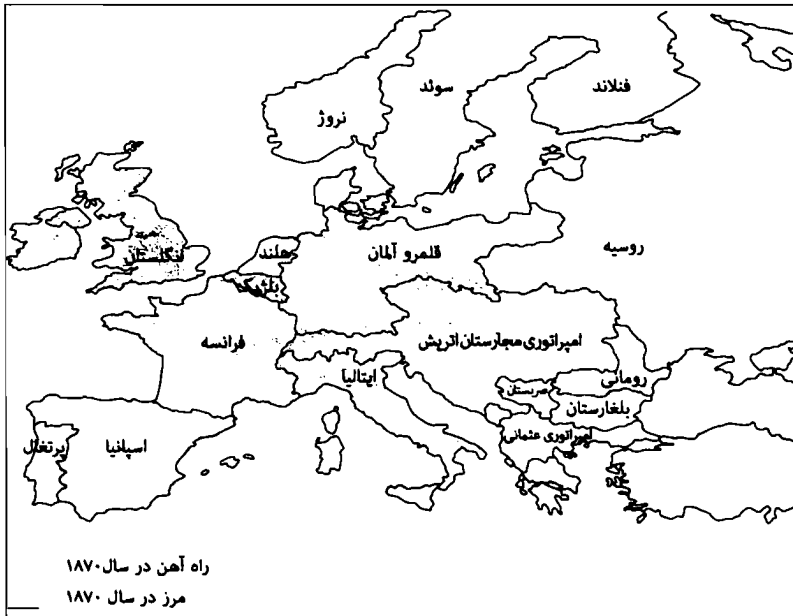 فنلاند
سوئد
نروژ
روسیه
قلمرو آلمان
هلند
بلژیک
انگلستان
امپراتوری مجارستان اتریش
فرانسه
ایتالیا
رومانی
صربستان
بلغارستان
امپراتوری عثمانی
اسپانیا
پرتغال
راه آهن در سال ۱۸۷۰
مرز در سال ۱۸۷۰